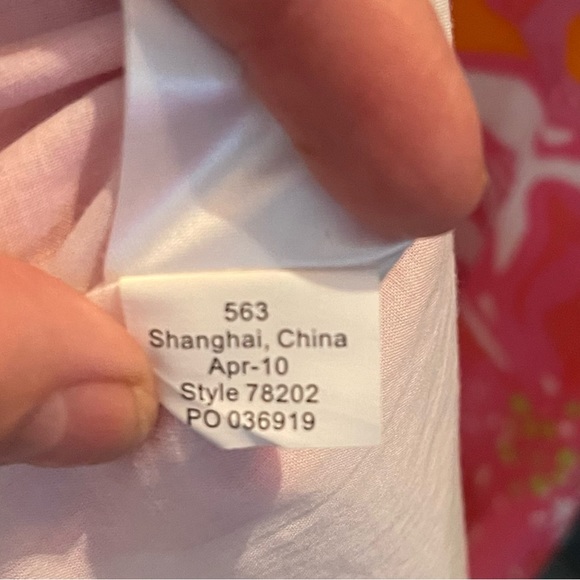 563
Shanghai, China
Apr-10
Style 78202
PO 036919